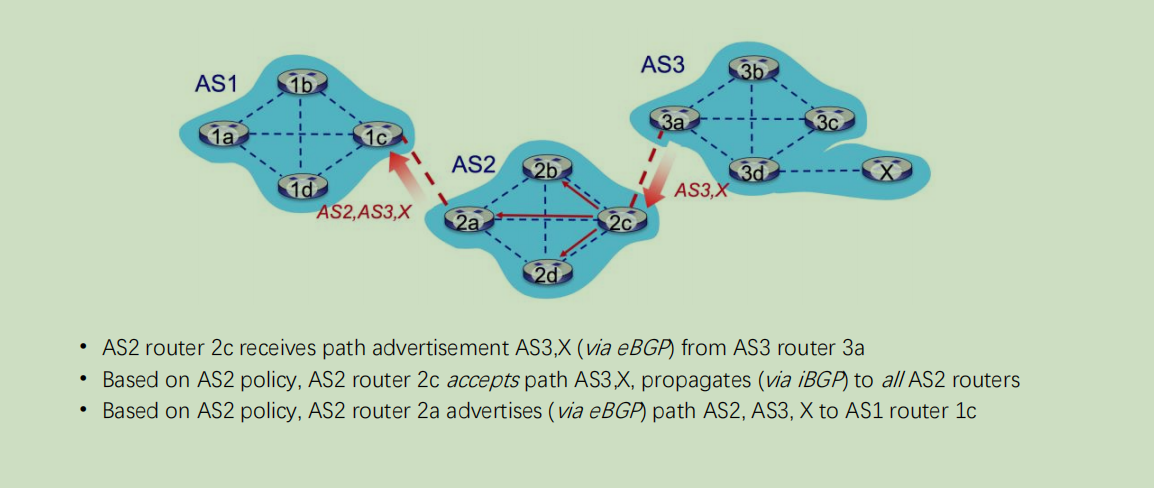 AS1
1b
1a
1c
1d
AS2,AS3,X
AS2
2b
2a
2c
2d
AS3
3b
3a
3c
3d
X
AS3,X
• AS2 router 2c receives path advertisement AS3,X (via eBGP) from AS3 router 3a
• Based on AS2 policy, AS2 router 2c accepts path AS3,X, propagates (via iBGP) to all AS2 routers
• Based on AS2 policy, AS2 router 2a advertises (via eBGP) path AS2, AS3, X to AS1 router 1c